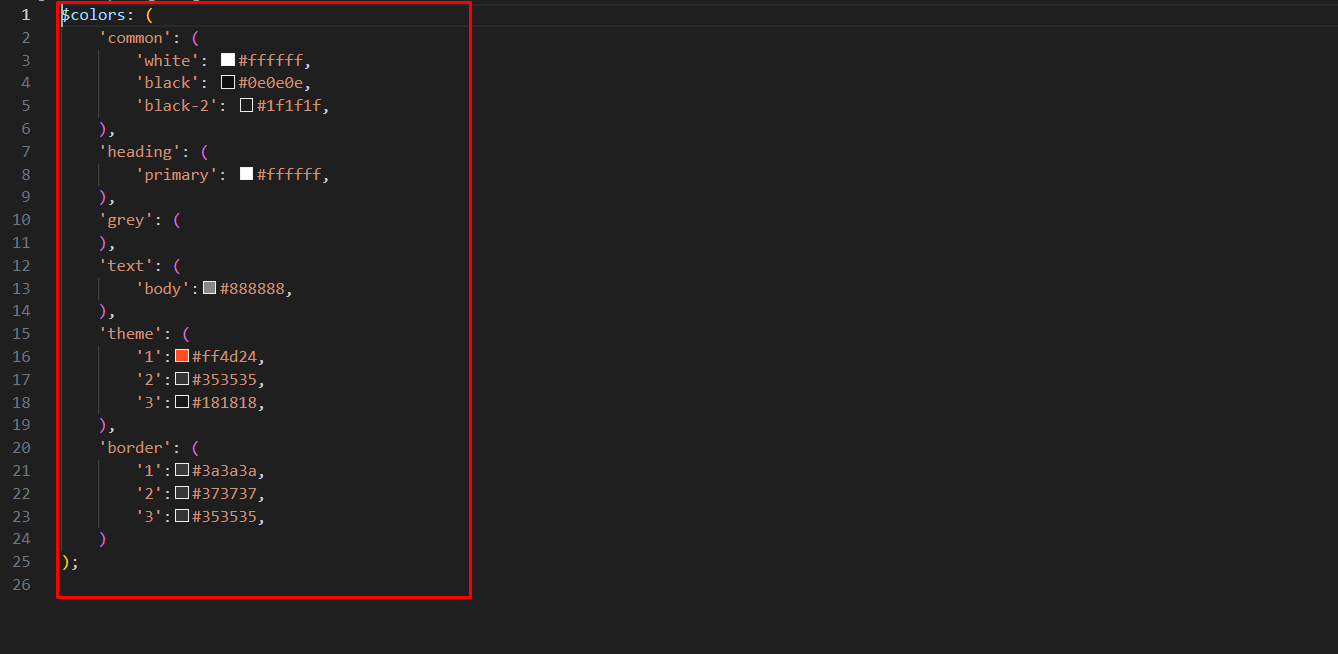 1 $colors: (
2 'common': (
3 'white': #ffffff,
4 'black': #0e0e0e,
5 'black-2': #1f1f1f,
6 ),
7 'heading': (
8 'primary': #ffffff,
9 ),
10 'grey': (
11 ),
12 'text': (
13 'body': #888888,
14 ),
15 'theme': (
16 '1': #ff4d24,
17 '2': #353535,
18 '3': #181818,
19 ),
20 'border': (
21 '1': #3a3a3a,
22 '2': #373737,
23 '3': #353535,
24 )
25 );
26